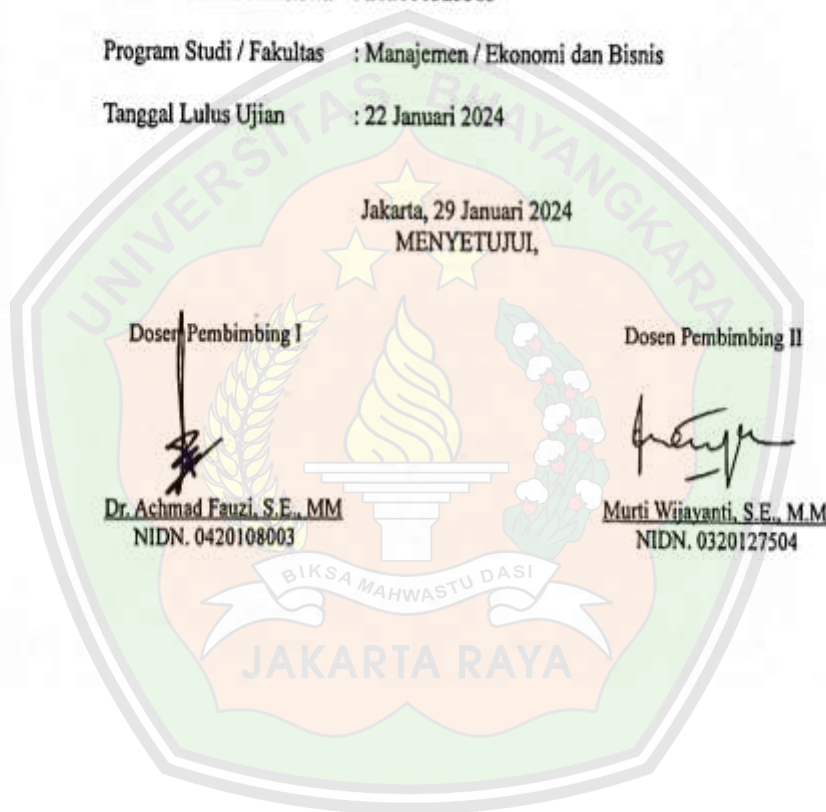 Program Studi / Fakultas : Manajemen / Ekonomi dan Bisnis
Tanggal Lulus Ujian : 22 Januari 2024
Jakarta, 29 Januari 2024
MENYETUJUI,
Dosen Pembimbing I
Dosen Pembimbing II
Dr. Achmad Fauzi, S.E., MM
Murti Wijayanti, S.E., M.M
NIDN. 0420108003
NIDN. 0320127504
UNIVERSITAS BHAYANGKARA
BIKSA MAHWASTU DASI
JAKARTA RAYA